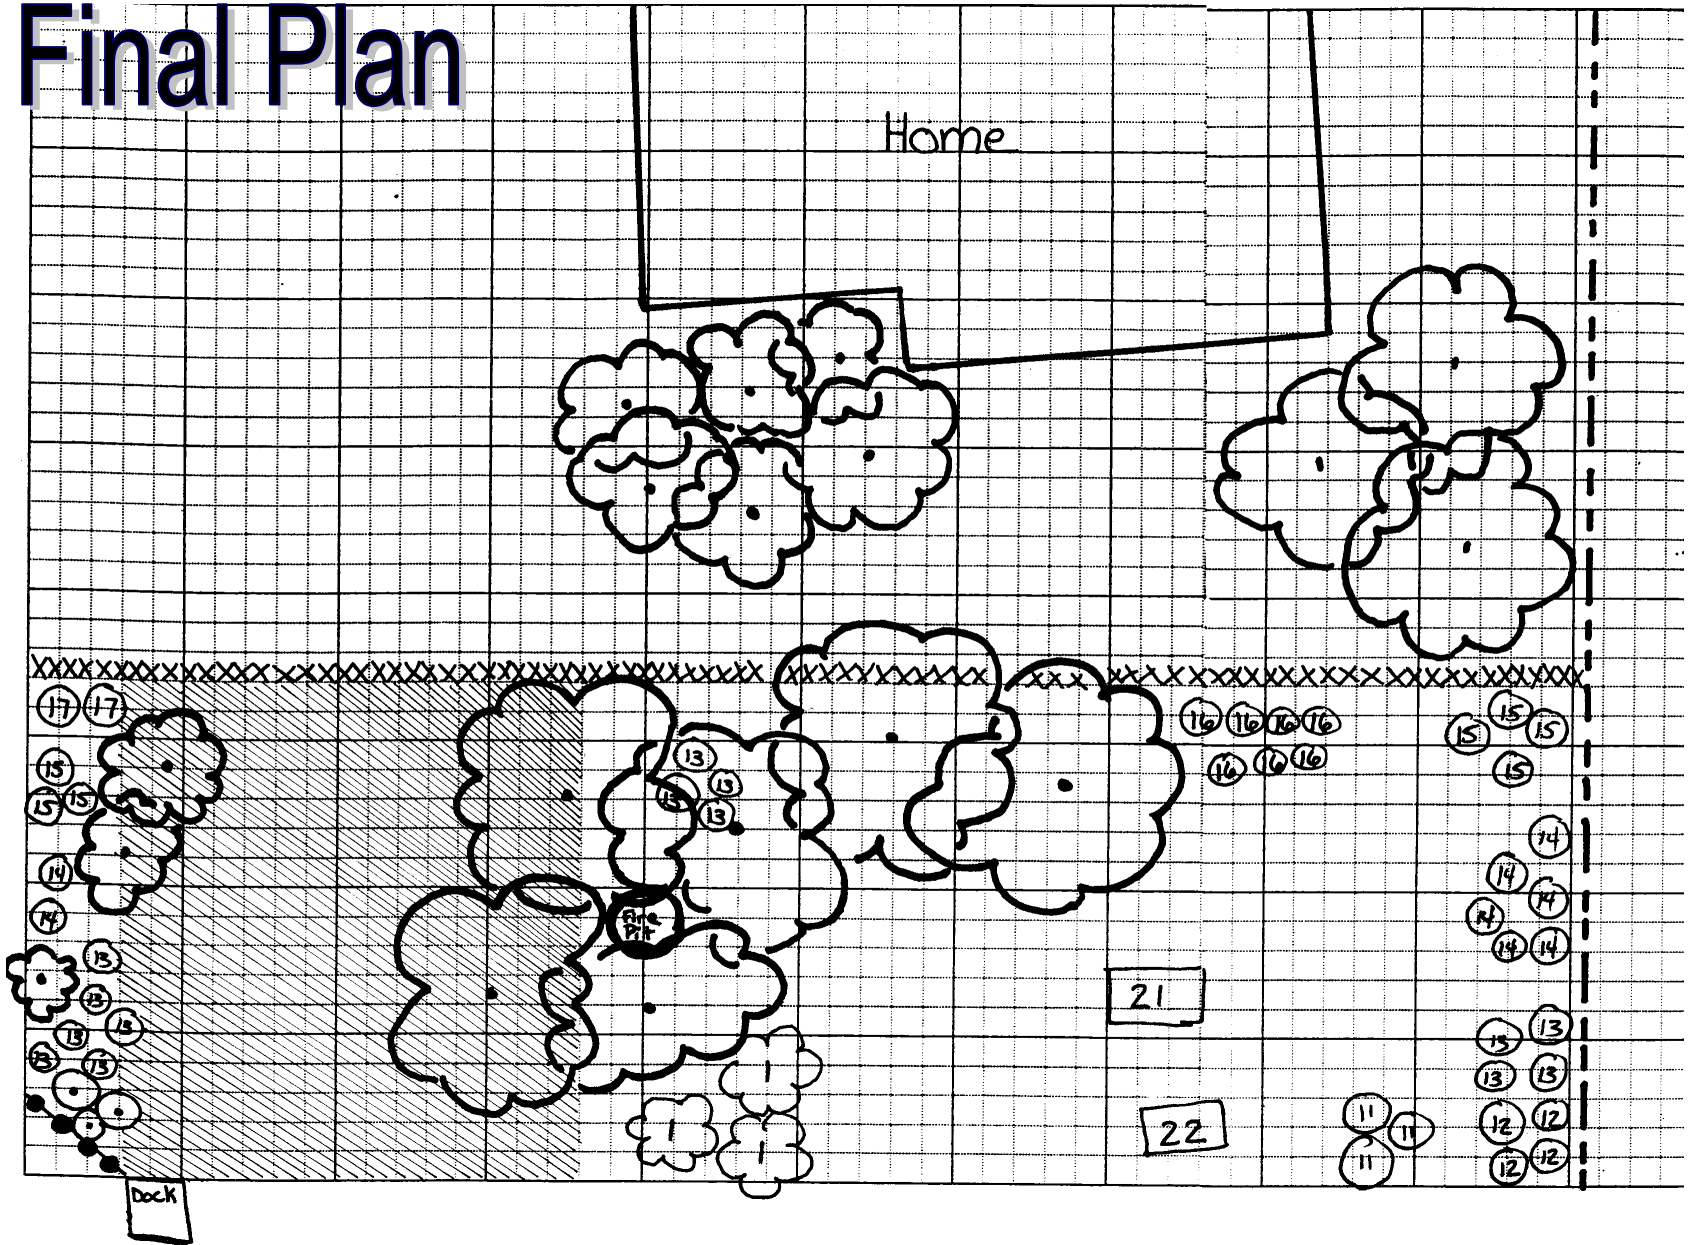 Final Plan
Home
XXXXXXXXXXXXXXXXXXXXXXXXXXXXXXXXXXXXXXXXXXXXXXXXXXXXXXXXXXXXXXXXXXXXXXXXXXXXXXXXXXXX
17 17
16 16 16 16
15 15 15
16 16 16
15
15
15 15
13
13 13
13
14
14
14 14
14 14 14
14
Fire
Pit
13
13
13 13
13 13
21
13 13
13 13
1
1 1
22
11 11
11
12 12
12 12
Dock